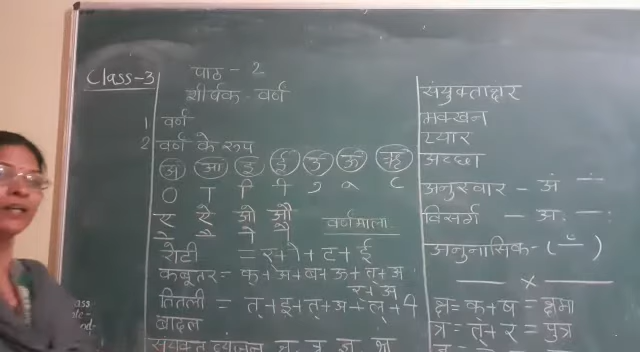 Class-3
पाठ - 2
शीर्षक - वर्ण
1 वर्ण
2 वर्ण के रूप
अ आ इ ई उ ऊ ऋ
ए ऐ ओ औ
वर्णमाला
रोटी = र्+ो+ट+ई
कबूतर = क्+अ+ब+ऊ+त्+अ
र्+अ
तितली = त्+इ+त्+अ+ल्+
बादल
संयुक्ताक्षर
मक्खन
प्यार
अच्छा
अनुस्वार - अं
विसर्ग - अ:
अनुनासिक - ( ँ )
x
क्ष = क्+ष = क्षमा
त्र = त्+र = पुत्र